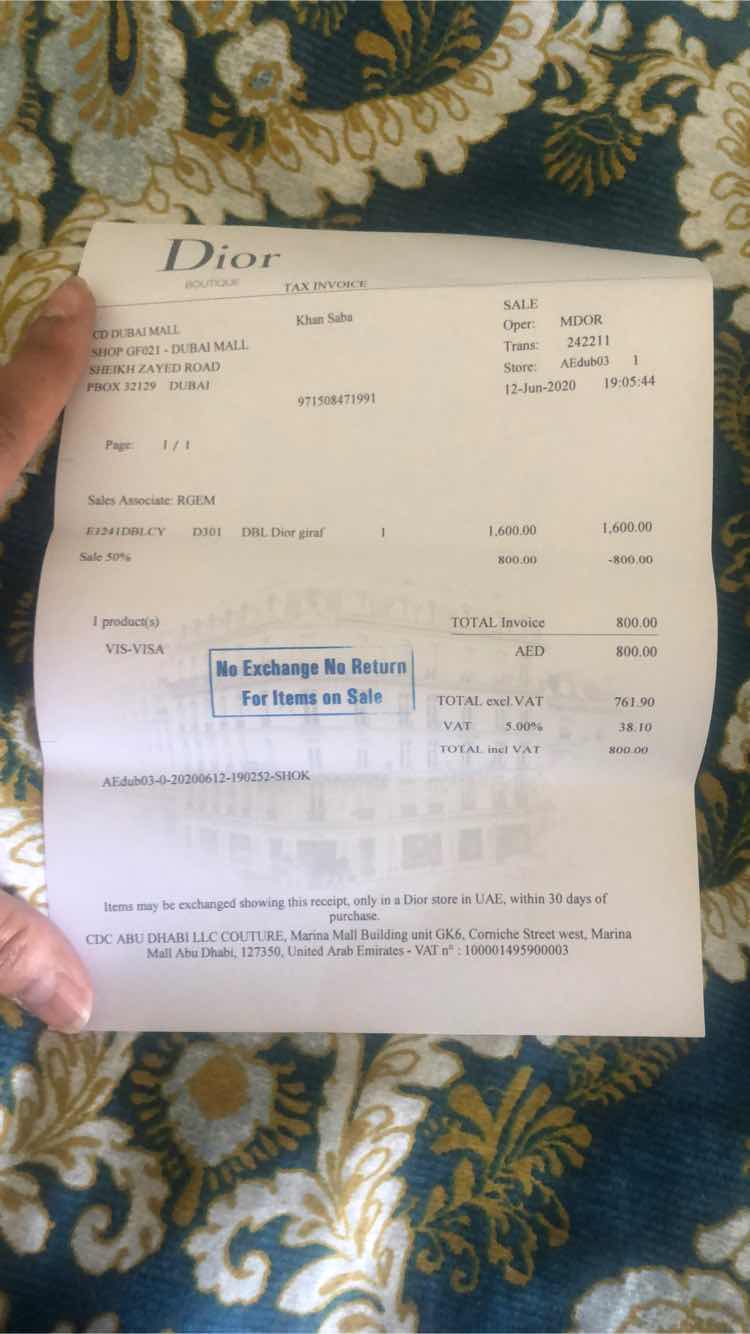 Dior
BOUTIQUE
TAX INVOICE
CD DUBAI MALL
SHOP GF021 - DUBAI MALL
SHEIKH ZAYED ROAD
PBOX 32129 DUBAI
Khan Saba
971508471991
SALE
Oper: MDOR
Trans: 242211
Store: AEdub03 1
12-Jun-2020 19:05:44
Page: 1 / 1
Sales Associate: RGEM
E1241DBLCY D301 DBL Dior giraf 1 1,600.00 1,600.00
Sale 50% 800.00 -800.00
1 product(s) TOTAL Invoice 800.00
VIS-VISA AED 800.00
No Exchange No Return
For Items on Sale
TOTAL excl.VAT 761.90
VAT 5.00% 38.10
TOTAL incl VAT 800.00
AEdub03-0-20200612-190252-SHOK
Items may be exchanged showing this receipt, only in a Dior store in UAE, within 30 days of
purchase.
CDC ABU DHABI LLC COUTURE, Marina Mall Building unit GK6, Corniche Street west, Marina
Mall Abu Dhabi, 127350, United Arab Emirates - VAT n° : 100001495900003